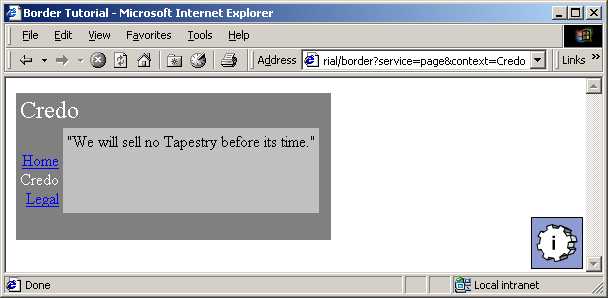 Border Tutorial - Microsoft Internet Explorer
File Edit View Favorites Tools Help
Address rial/border?service=page&context=Credo Links »
Credo
"We will sell no Tapestry before its time."
Home
Credo
Legal
i
Done Local intranet